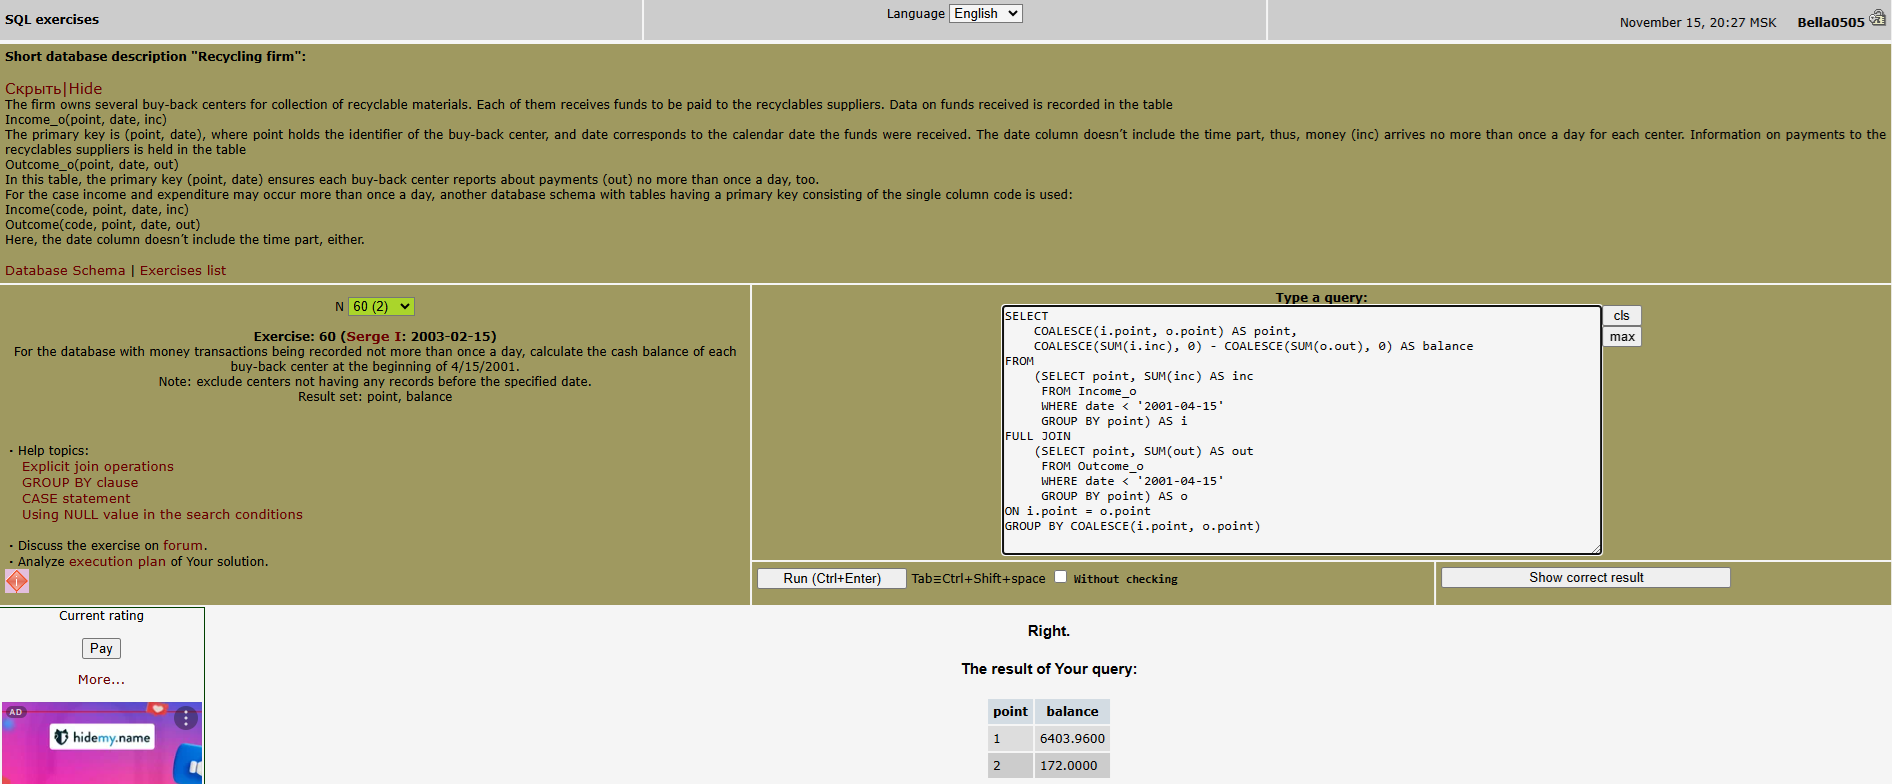 SQL exercises
Language English
November 15, 20:27 MSK Bella0505
Short database description "Recycling firm":
Скрыть|Hide
The firm owns several buy-back centers for collection of recyclable materials. Each of them receives funds to be paid to the recyclables suppliers. Data on funds received is recorded in the table
Income_o(point, date, inc)
The primary key is (point, date), where point holds the identifier of the buy-back center, and date corresponds to the calendar date the funds were received. The date column doesn’t include the time part, thus, money (inc) arrives no more than once a day for each center. Information on payments to the
recyclables suppliers is held in the table
Outcome_o(point, date, out)
In this table, the primary key (point, date) ensures each buy-back center reports about payments (out) no more than once a day, too.
For the case income and expenditure may occur more than once a day, another database schema with tables having a primary key consisting of the single column code is used:
Income(code, point, date, inc)
Outcome(code, point, date, out)
Here, the date column doesn’t include the time part, either.
Database Schema | Exercises list
N 60 (2)
Exercise: 60 (Serge I: 2003-02-15)
For the database with money transactions being recorded not more than once a day, calculate the cash balance of each
buy-back center at the beginning of 4/15/2001.
Note: exclude centers not having any records before the specified date.
Result set: point, balance
· Help topics:
Explicit join operations
GROUP BY clause
CASE statement
Using NULL value in the search conditions
· Discuss the exercise on forum.
· Analyze execution plan of Your solution.
Type a query:
SELECT
    COALESCE(i.point, o.point) AS point,
    COALESCE(SUM(i.inc), 0) - COALESCE(SUM(o.out), 0) AS balance
FROM
    (SELECT point, SUM(inc) AS inc
     FROM Income_o
     WHERE date < '2001-04-15'
     GROUP BY point) AS i
FULL JOIN
    (SELECT point, SUM(out) AS out
     FROM Outcome_o
     WHERE date < '2001-04-15'
     GROUP BY point) AS o
ON i.point = o.point
GROUP BY COALESCE(i.point, o.point)
cls
max
Run (Ctrl+Enter) Tab≡Ctrl+Shift+space Without checking
Show correct result
Current rating
Pay
More...
AD
hidemy.name
Right.
The result of Your query:
point balance
1 6403.9600
2 172.0000